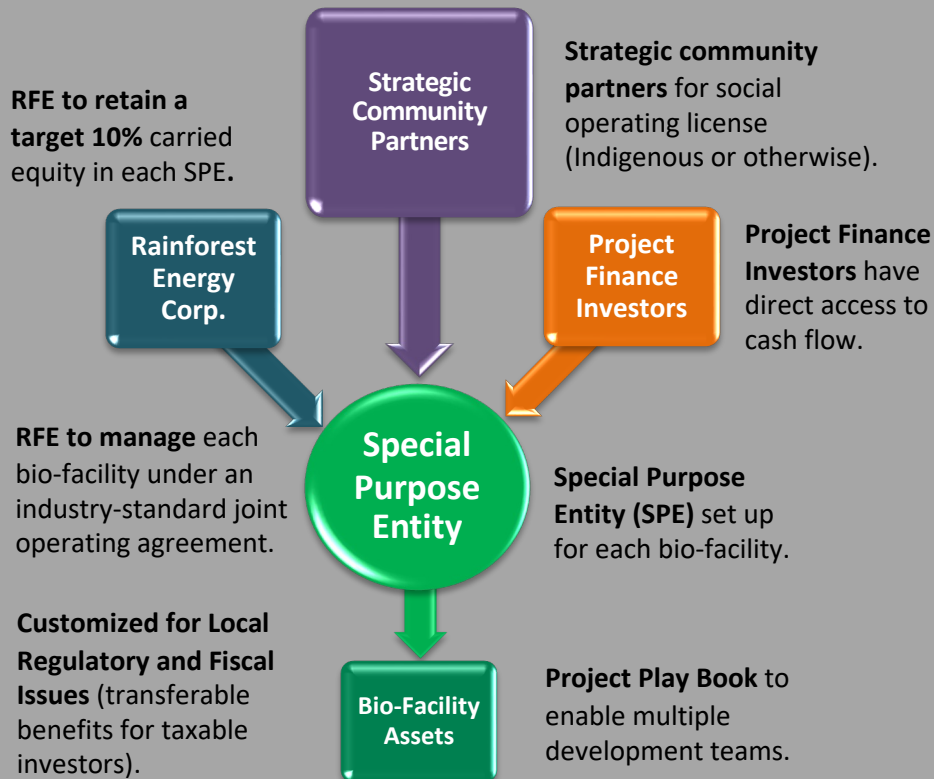 Strategic
Community
Partners
Strategic community
partners for social
operating license
(Indigenous or otherwise).
RFE to retain a
target 10% carried
equity in each SPE.
Rainforest
Energy
Corp.
Project
Finance
Investors
Project Finance
Investors have
direct access to
cash flow.
RFE to manage each
bio-facility under an
industry-standard joint
operating agreement.
Special
Purpose
Entity
Special Purpose
Entity (SPE) set up
for each bio-facility.
Customized for Local
Regulatory and Fiscal
Issues (transferable
benefits for taxable
investors).
Bio-Facility
Assets
Project Play Book to
enable multiple
development teams.